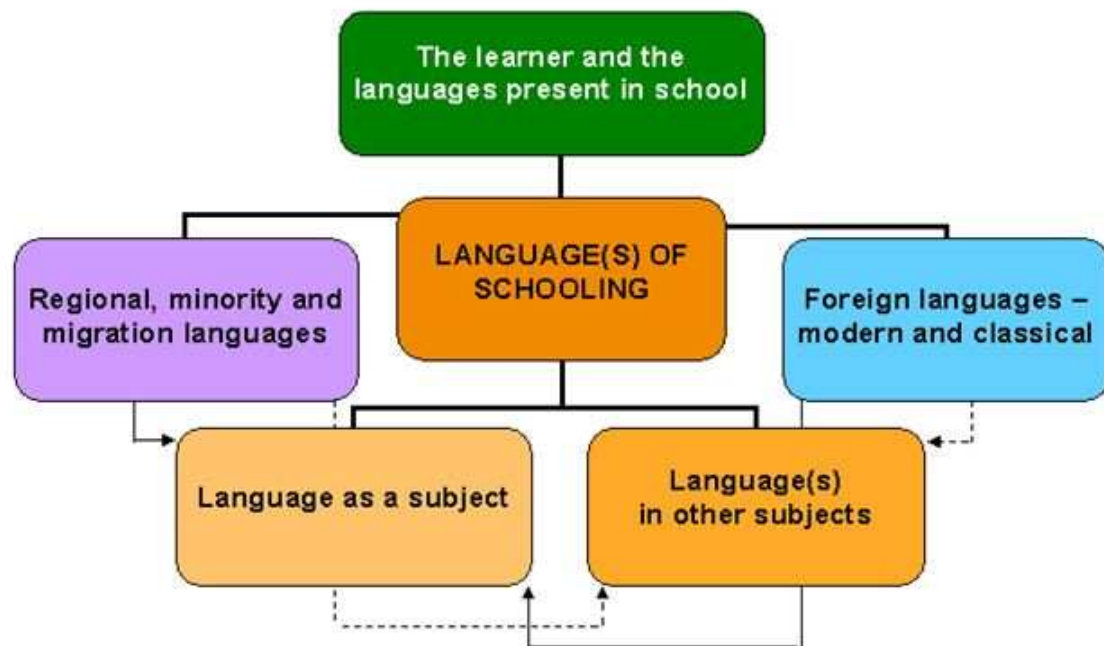 The learner and the
languages present in school
LANGUAGE(S) OF
SCHOOLING
Regional, minority and
migration languages
Foreign languages –
modern and classical
Language as a subject
Language(s)
in other subjects